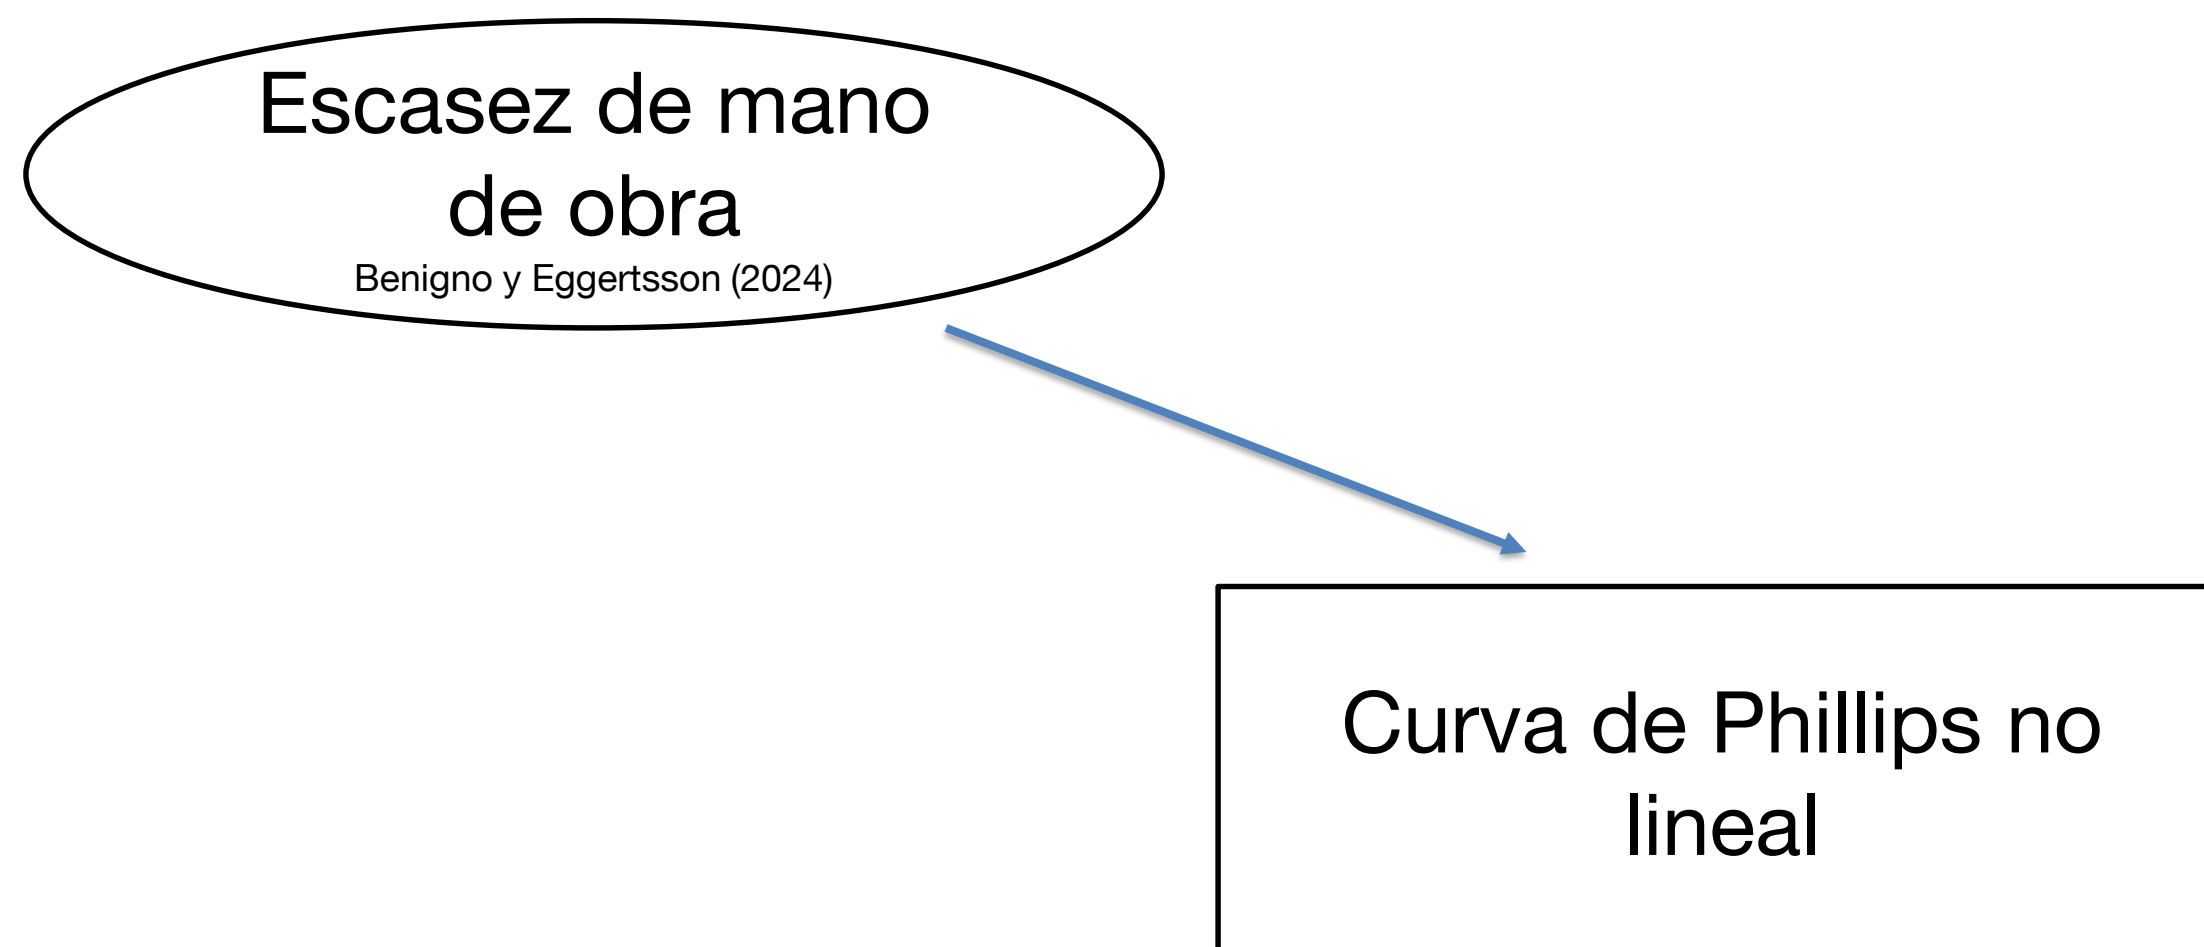 Escasez de mano
de obra
Benigno y Eggertsson (2024)
Curva de Phillips no
lineal